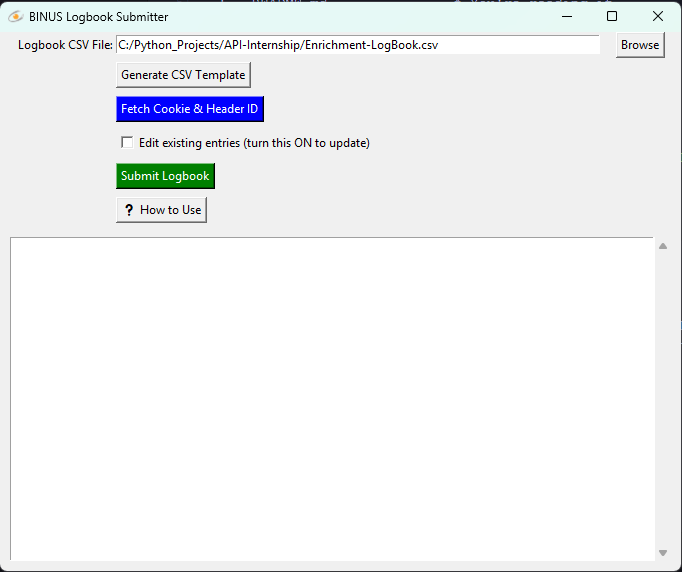 BINUS Logbook Submitter
Logbook CSV File: C:/Python_Projects/API-Internship/Enrichment-LogBook.csv Browse
Generate CSV Template
Fetch Cookie & Header ID
Edit existing entries (turn this ON to update)
Submit Logbook
? How to Use